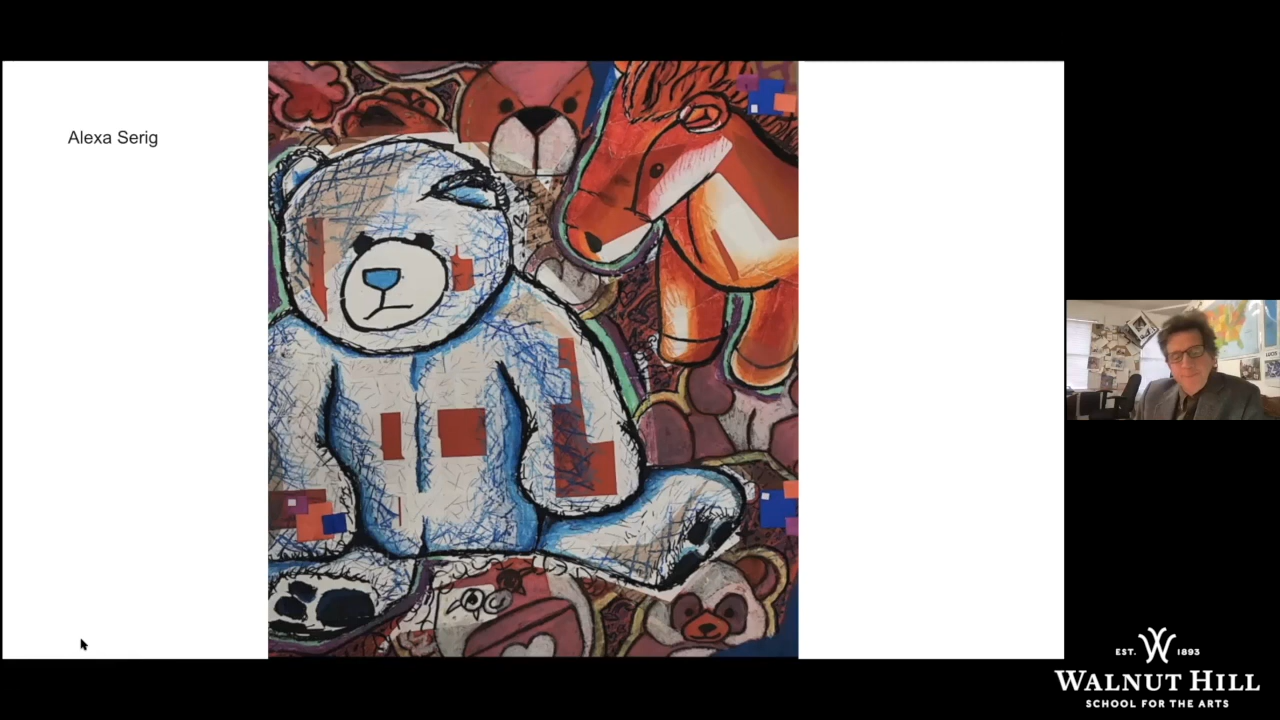 Alexa Serig
EST. 1893
WALNUT HILL
SCHOOL FOR THE ARTS